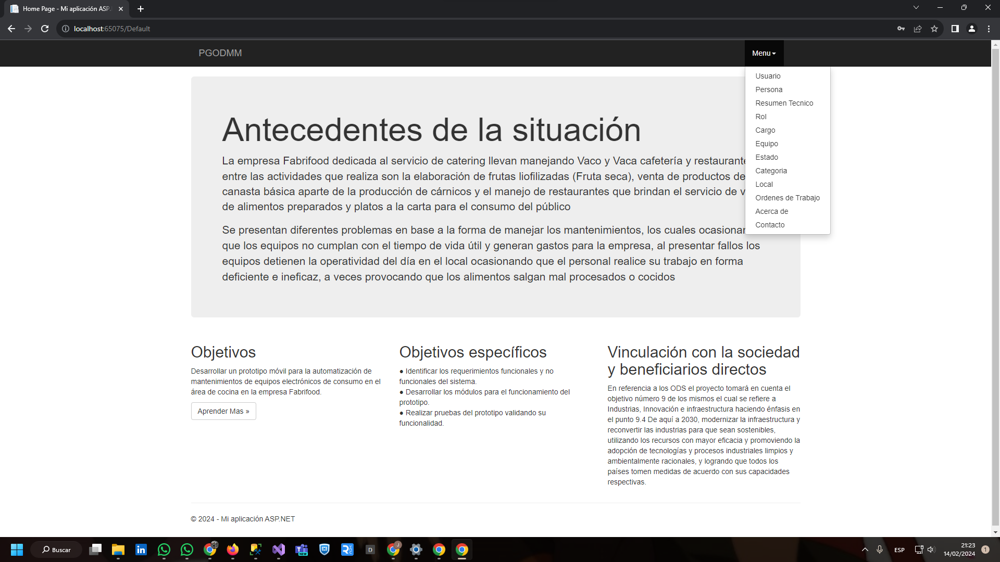 Home Page - Mi aplicación ASP.
localhost:65075/Default
PGODMM
Menu
Usuario
Persona
Resumen Tecnico
Rol
Cargo
Equipo
Estado
Categoria
Local
Ordenes de Trabajo
Acerca de
Contacto
Antecedentes de la situación
La empresa Fabrifood dedicada al servicio de catering llevan manejando Vaco y Vaca cafetería y restaurante
entre las actividades que realiza son la elaboración de frutas liofilizadas (Fruta seca), venta de productos de
canasta básica aparte de la producción de cárnicos y el manejo de restaurantes que brindan el servicio de v
de alimentos preparados y platos a la carta para el consumo del público
Se presentan diferentes problemas en base a la forma de manejar los mantenimientos, los cuales ocasionan
que los equipos no cumplan con el tiempo de vida útil y generan gastos para la empresa, al presentar fallos los
equipos detienen la operatividad del día en el local ocasionando que el personal realice su trabajo en forma
deficiente e ineficaz, a veces provocando que los alimentos salgan mal procesados o cocidos
Objetivos
Desarrollar un prototipo móvil para la automatización de
mantenimientos de equipos electrónicos de consumo en el
área de cocina en la empresa Fabrifood.
Aprender Mas »
Objetivos específicos
● Identificar los requerimientos funcionales y no
funcionales del sistema.
● Desarrollar los módulos para el funcionamiento del
prototipo.
● Realizar pruebas del prototipo validando su
funcionalidad.
Vinculación con la sociedad
y beneficiarios directos
En referencia a los ODS el proyecto tomará en cuenta el
objetivo número 9 de los mismos el cual se refiere a
Industrias, Innovación e infraestructura haciendo énfasis en
el punto 9.4 De aquí a 2030, modernizar la infraestructura y
reconvertir las industrias para que sean sostenibles,
utilizando los recursos con mayor eficacia y promoviendo la
adopción de tecnologías y procesos industriales limpios y
ambientalmente racionales, y logrando que todos los
países tomen medidas de acuerdo con sus capacidades
respectivas.
© 2024 - Mi aplicación ASP.NET
Buscar
NEW
D
J
ESP
21:23
14/02/2024
1